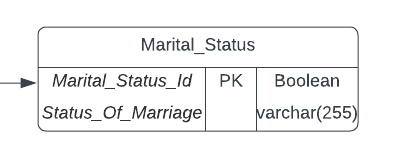 Marital_Status
Marital_Status_Id PK Boolean
Status_Of_Marriage varchar(255)